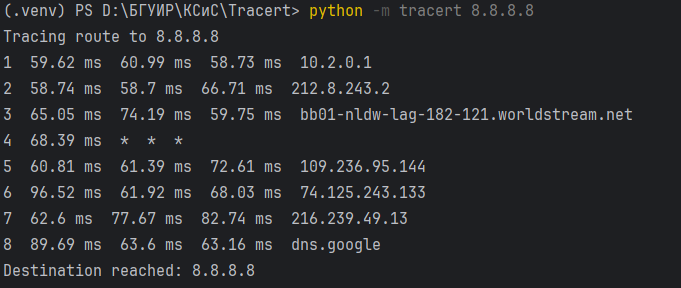 (.venv) PS D:\БГУИР\КСиС\Tracert> python -m tracert 8.8.8.8
Tracing route to 8.8.8.8
1  59.62 ms  60.99 ms  58.73 ms  10.2.0.1
2  58.74 ms  58.7 ms  66.71 ms  212.8.243.2
3  65.05 ms  74.19 ms  59.75 ms  bb01-nldw-lag-182-121.worldstream.net
4  68.39 ms  *  *  *
5  60.81 ms  61.39 ms  72.61 ms  109.236.95.144
6  96.52 ms  61.92 ms  68.03 ms  74.125.243.133
7  62.6 ms  77.67 ms  82.74 ms  216.239.49.13
8  89.69 ms  63.6 ms  63.16 ms  dns.google
Destination reached: 8.8.8.8